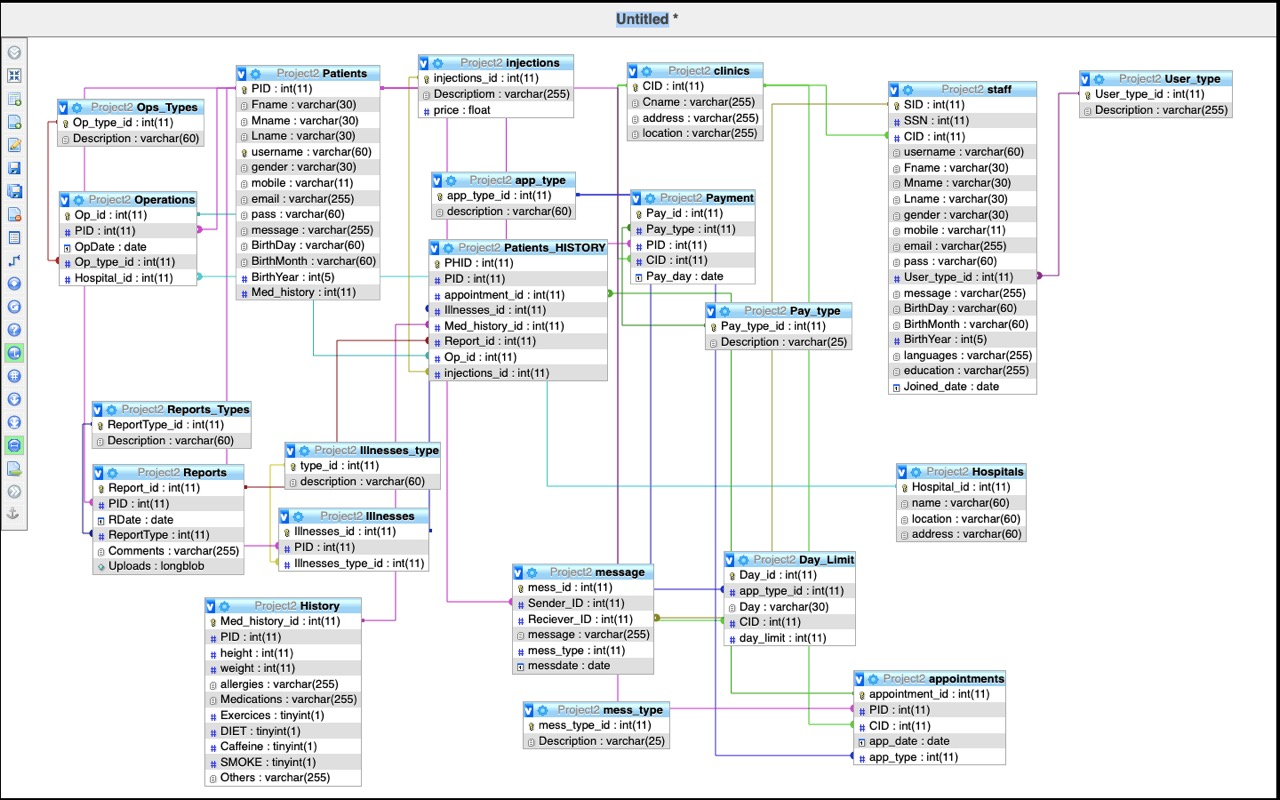 Untitled *
Project2 Ops_Types
Op_type_id : int(11)
Description : varchar(60)
Project2 Operations
Op_id : int(11)
PID : int(11)
OpDate : date
Op_type_id : int(11)
Hospital_id : int(11)
Project2 Patients
PID : int(11)
Fname : varchar(30)
Mname : varchar(30)
Lname : varchar(30)
username : varchar(60)
gender : varchar(30)
mobile : varchar(11)
email : varchar(255)
pass : varchar(60)
message : varchar(255)
BirthDay : varchar(60)
BirthMonth : varchar(60)
BirthYear : int(5)
Med_history : int(11)
Project2 injections
injections_id : int(11)
Descriptiom : varchar(255)
price : float
Project2 app_type
app_type_id : int(11)
description : varchar(60)
Project2 Patients_HISTORY
PHID : int(11)
PID : int(11)
appointment_id : int(11)
Illnesses_id : int(11)
Med_history_id : int(11)
Report_id : int(11)
Op_id : int(11)
injections_id : int(11)
Project2 clinics
CID : int(11)
Cname : varchar(255)
address : varchar(255)
location : varchar(255)
Project2 Payment
Pay_id : int(11)
Pay_type : int(11)
PID : int(11)
CID : int(11)
Pay_day : date
Project2 Pay_type
Pay_type_id : int(11)
Description : varchar(25)
Project2 staff
SID : int(11)
SSN : int(11)
CID : int(11)
username : varchar(60)
Fname : varchar(30)
Mname : varchar(30)
Lname : varchar(30)
gender : varchar(30)
mobile : varchar(11)
email : varchar(255)
pass : varchar(60)
User_type_id : int(11)
message : varchar(255)
BirthDay : varchar(60)
BirthMonth : varchar(60)
BirthYear : int(5)
languages : varchar(255)
education : varchar(255)
Joined_date : date
Project2 User_type
User_type_id : int(11)
Description : varchar(255)
Project2 Reports_Types
ReportType_id : int(11)
Description : varchar(60)
Project2 Reports
Report_id : int(11)
PID : int(11)
RDate : date
ReportType : int(11)
Comments : varchar(255)
Uploads : longblob
Project2 Illnesses_type
type_id : int(11)
description : varchar(60)
Project2 Illnesses
Illnesses_id : int(11)
PID : int(11)
Illnesses_type_id : int(11)
Project2 History
Med_history_id : int(11)
PID : int(11)
height : int(11)
weight : int(11)
allergies : varchar(255)
Medications : varchar(255)
Exercices : tinyint(1)
DIET : tinyint(1)
Caffeine : tinyint(1)
SMOKE : tinyint(1)
Others : varchar(255)
Project2 Hospitals
Hospital_id : int(11)
name : varchar(60)
location : varchar(60)
address : varchar(60)
Project2 message
mess_id : int(11)
Sender_ID : int(11)
Reciever_ID : int(11)
message : varchar(255)
mess_type : int(11)
messdate : date
Project2 Day_Limit
Day_id : int(11)
app_type_id : int(11)
Day : varchar(30)
CID : int(11)
day_limit : int(11)
Project2 mess_type
mess_type_id : int(11)
Description : varchar(25)
Project2 appointments
appointment_id : int(11)
PID : int(11)
CID : int(11)
app_date : date
app_type : int(11)